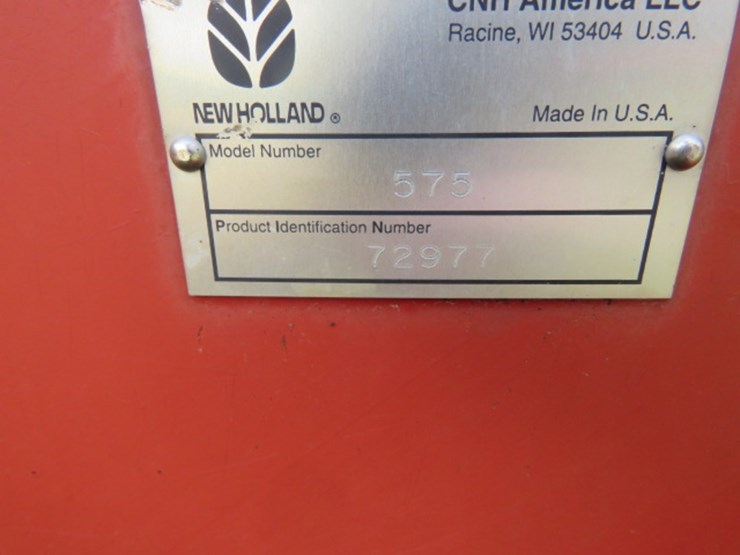 CNH America LLC
Racine, WI 53404 U.S.A.
NEW HOLLAND ®
Made In U.S.A.
Model Number
575
Product Identification Number
72977